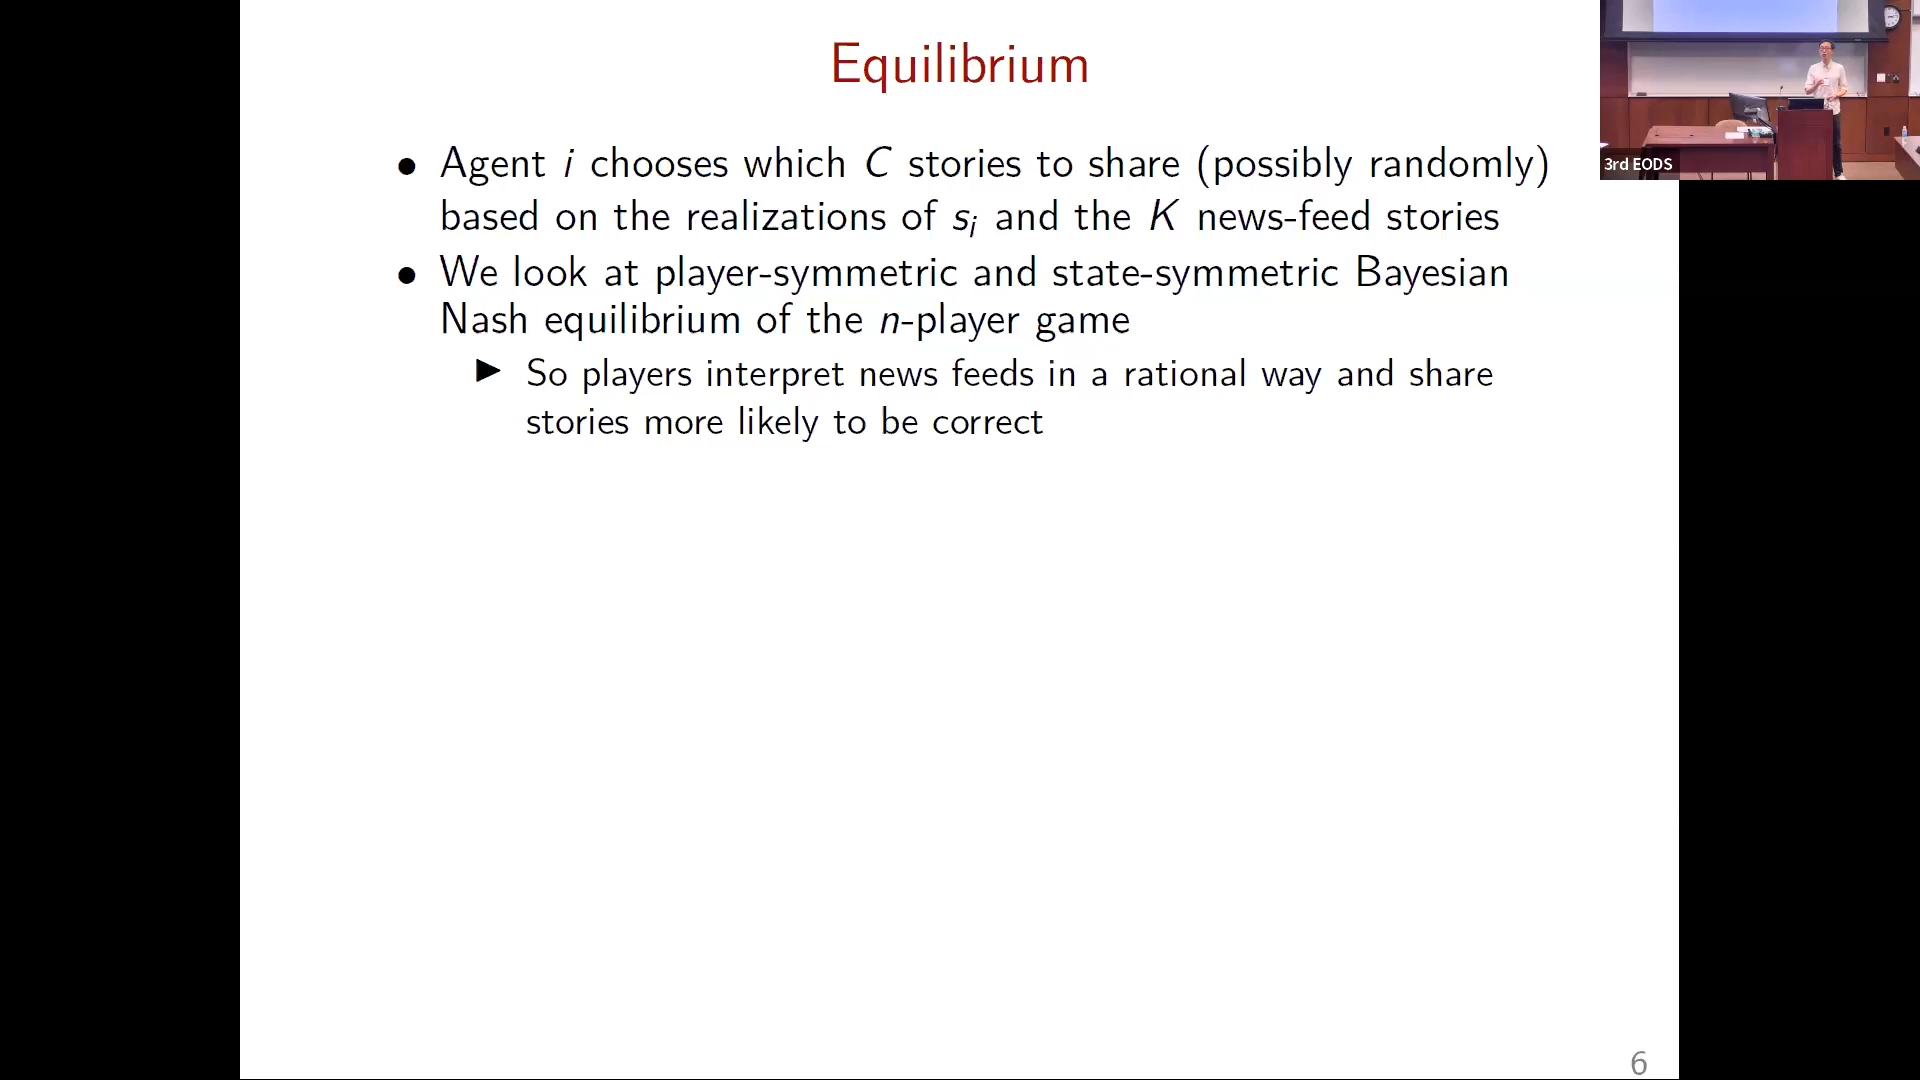 Equilibrium
• Agent i chooses which C stories to share (possibly randomly)
based on the realizations of s_i and the K news-feed stories
• We look at player-symmetric and state-symmetric Bayesian
Nash equilibrium of the n-player game
▶ So players interpret news feeds in a rational way and share
stories more likely to be correct
3rd EODS
6